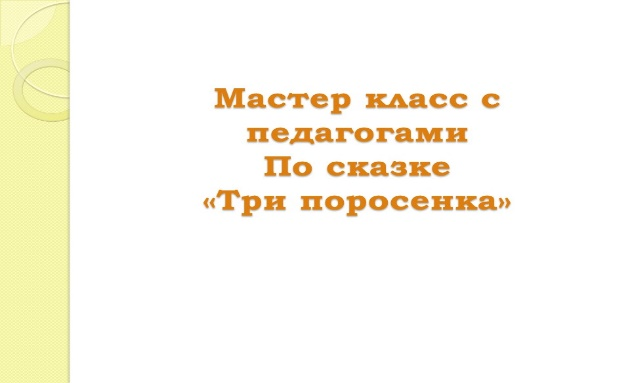 Мастер класс с
педагогами
По сказке
«Три поросенка»